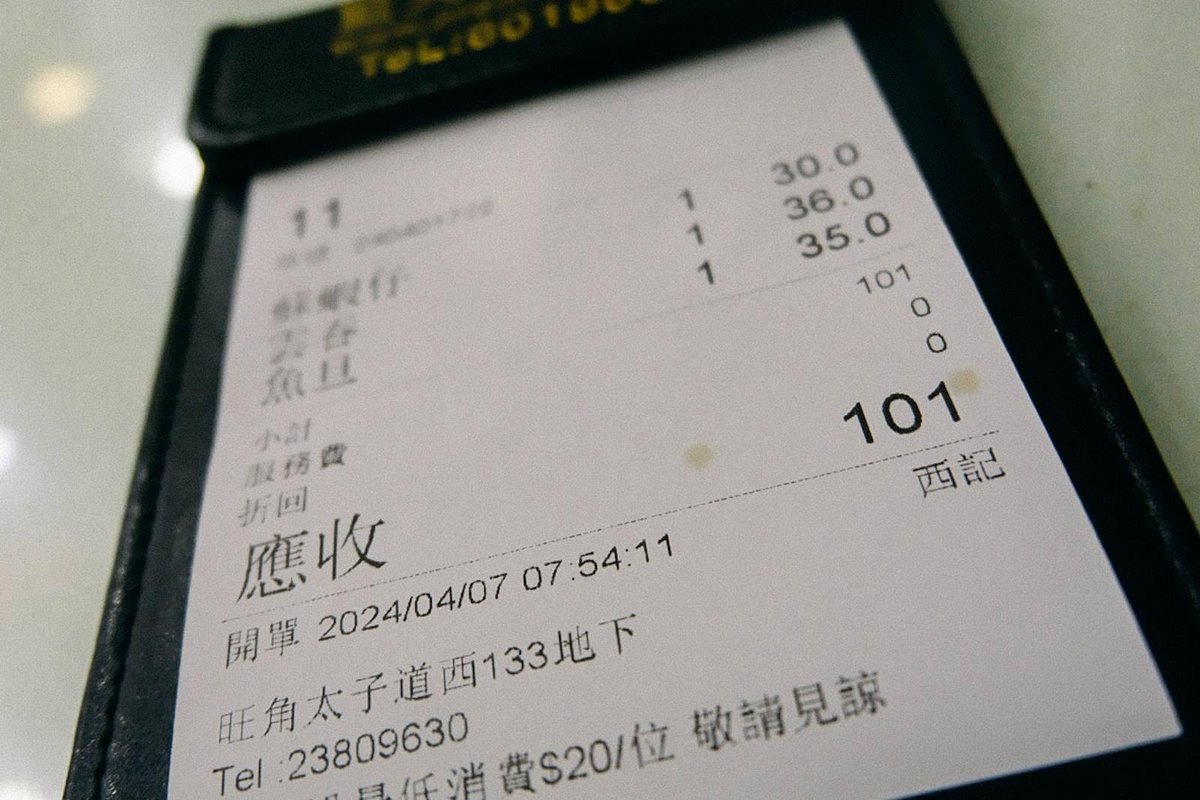 11
蝦仔 1 30.0
雲吞 1 36.0
魚旦 1 35.0
小計 101
服務費 0
折回 0
應收 101
西記
開單 2024/04/07 07:54:11
旺角太子道西133地下
Tel :23809630
最低消費$20/位 敬請見諒